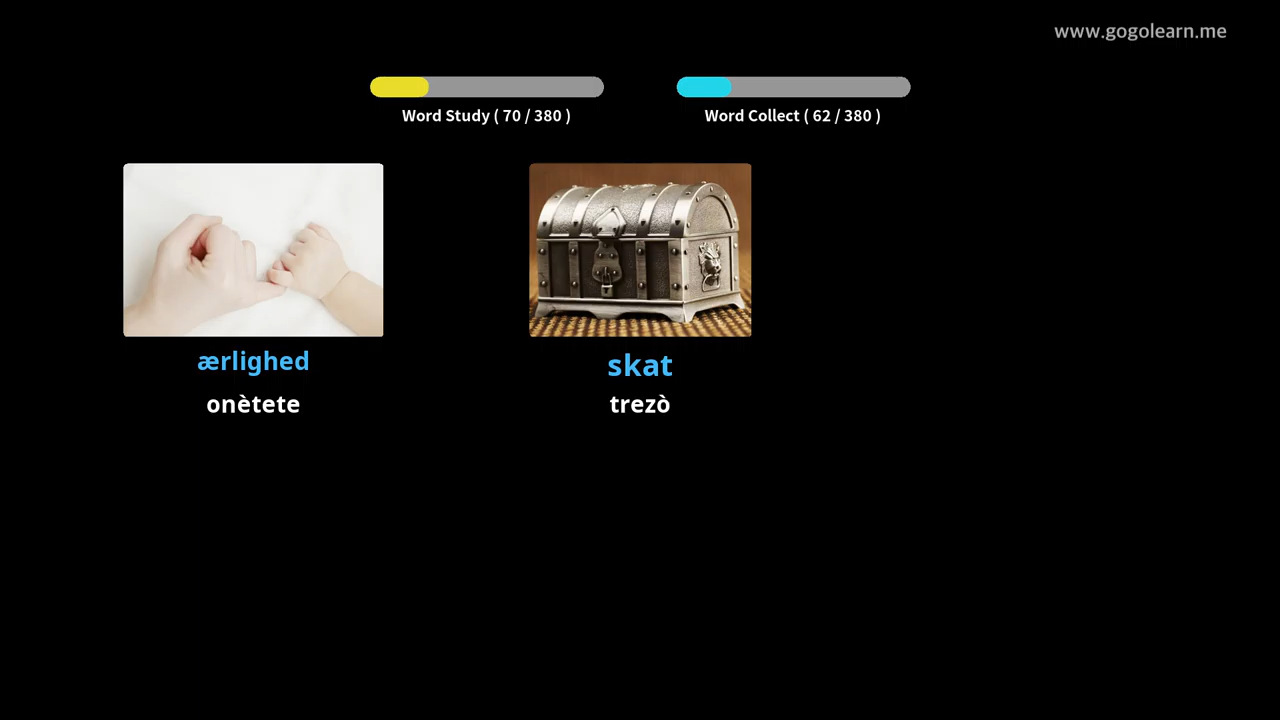 www.gogolearn.me
Word Study ( 70 / 380 )
Word Collect ( 62 / 380 )
ærlighed
onètete
skat
trezò